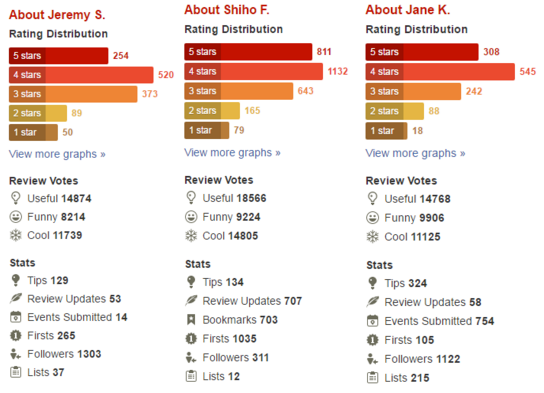 About Jeremy S.
Rating Distribution
5 stars 254
4 stars 520
3 stars 373
2 stars 89
1 star 50
View more graphs »
Review Votes
Useful 14874
Funny 8214
Cool 11739
Stats
Tips 129
Review Updates 53
Events Submitted 14
Firsts 265
Followers 1303
Lists 37
About Shiho F.
Rating Distribution
5 stars 811
4 stars 1132
3 stars 643
2 stars 165
1 star 79
View more graphs »
Review Votes
Useful 18566
Funny 9224
Cool 14805
Stats
Tips 134
Review Updates 707
Bookmarks 703
Firsts 1035
Followers 311
Lists 12
About Jane K.
Rating Distribution
5 stars 308
4 stars 545
3 stars 242
2 stars 88
1 star 18
View more graphs »
Review Votes
Useful 14768
Funny 9906
Cool 11125
Stats
Tips 324
Review Updates 58
Events Submitted 754
Firsts 105
Followers 1122
Lists 215